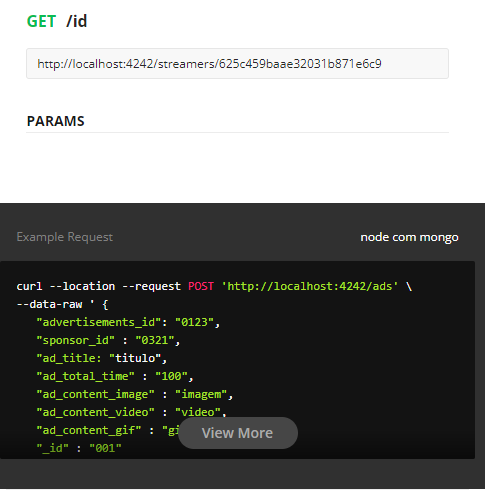 GET /id
http://localhost:4242/streamers/625c459baae32031b871e6c9
PARAMS
Example Request
node com mongo
curl --location --request POST 'http://localhost:4242/ads' \
--data-raw ' {
"advertisements_id": "0123",
"sponsor_id" : "0321",
"ad_title: "titulo",
"ad_total_time" : "100",
"ad_content_image" : "imagem",
"ad_content_video" : "video",
"ad_content_gif" : "gi
View More
"_id" : "001"